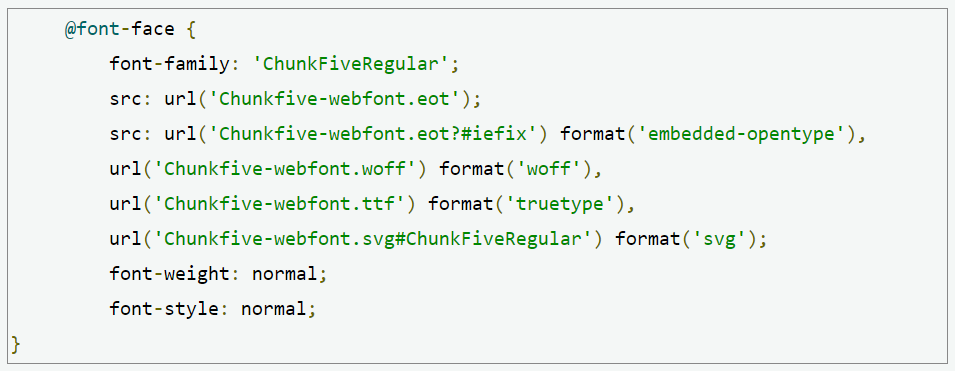 @font-face {
font-family: 'ChunkFiveRegular';
src: url('Chunkfive-webfont.eot');
src: url('Chunkfive-webfont.eot?#iefix') format('embedded-opentype'),
url('Chunkfive-webfont.woff') format('woff'),
url('Chunkfive-webfont.ttf') format('truetype'),
url('Chunkfive-webfont.svg#ChunkFiveRegular') format('svg');
font-weight: normal;
font-style: normal;
}